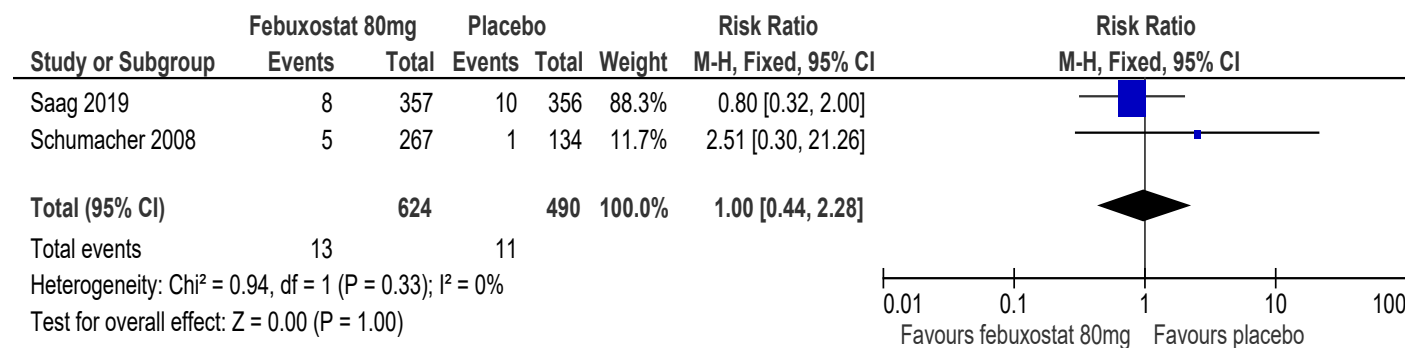 Febuxostat 80mg Placebo Risk Ratio Risk Ratio
Study or Subgroup Events Total Events Total Weight M-H, Fixed, 95% CI M-H, Fixed, 95% CI
Saag 2019 8 357 10 356 88.3% 0.80 [0.32, 2.00]
Schumacher 2008 5 267 1 134 11.7% 2.51 [0.30, 21.26]
Total (95% CI) 624 490 100.0% 1.00 [0.44, 2.28]
Total events 13 11
Heterogeneity: Chi² = 0.94, df = 1 (P = 0.33); I² = 0%
Test for overall effect: Z = 0.00 (P = 1.00)
0.01 0.1 1 10 100
Favours febuxostat 80mg Favours placebo